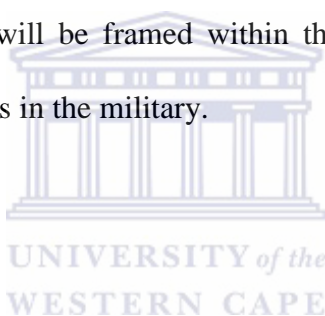 will be framed within th
s in the military.
UNIVERSITY of the
WESTERN CAPE